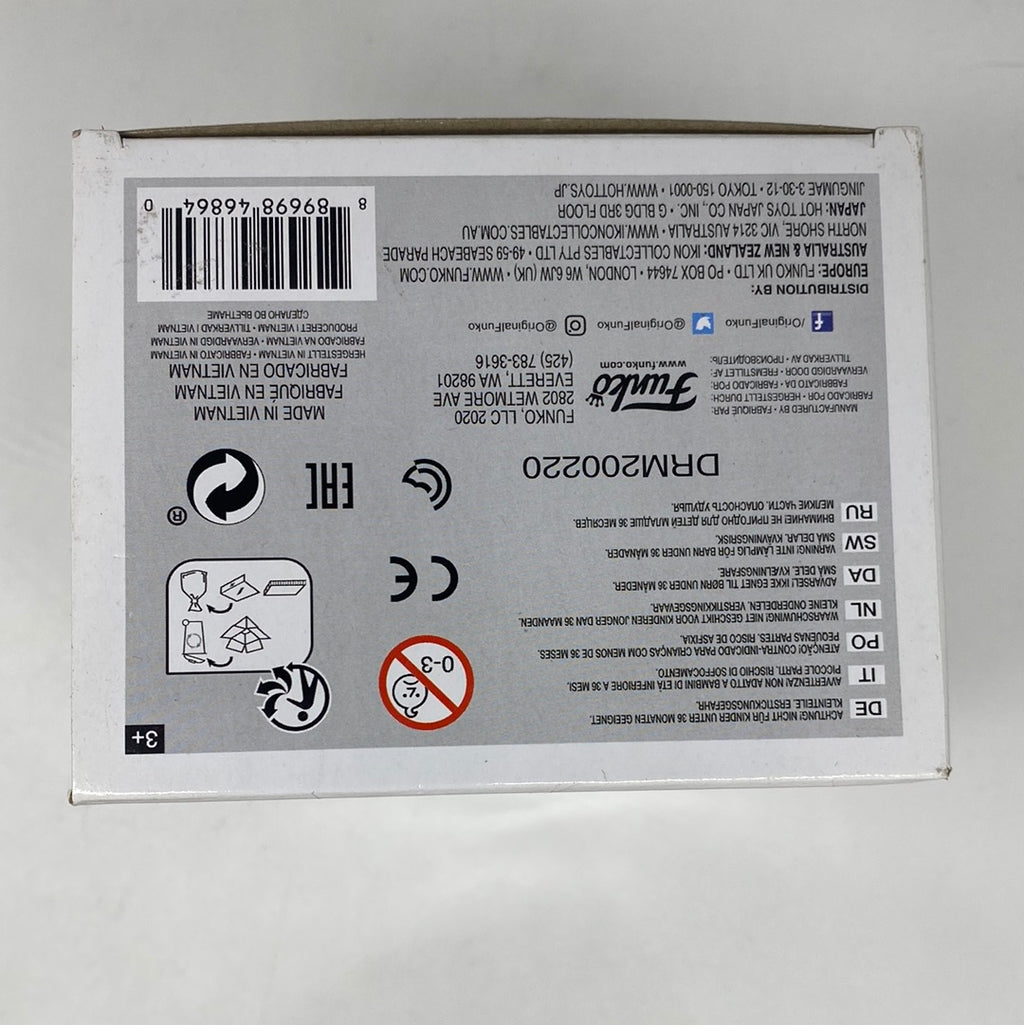 DE
ACHTUNG! NICHT FÜR KINDER UNTER 36 MONATEN GEEIGNET.
KLEINTEILE. ERSTICKUNGSGEFAHR.
IT
AVVERTENZA! NON ADATTO A BAMBINI DI ETÀ INFERIORE A 36 MESI.
PICCOLE PARTI. RISCHIO DI SOFFOCAMENTO.
PO
ATENÇÃO! CONTRA-INDICADO PARA CRIANÇAS COM MENOS DE 36 MESES.
PEQUENAS PARTES. RISCO DE ASFIXIA.
NL
WAARSCHUWING! NIET GESCHIKT VOOR KINDEREN JONGER DAN 36 MAANDEN.
KLEINE ONDERDELEN. VERSTIKKINGSGEVAAR.
DA
ADVARSEL! IKKE EGNET TIL BØRN UNDER 36 MÅNEDER.
SMÅ DELE. KVÆLNINGSFARE.
SW
VARNING! INTE LÄMPLIG FÖR BARN UNDER 36 MÅNADER.
SMÅ DELAR. KVÄVNINGSRISK.
RU
ВНИМАНИЕ! НЕ ПРИГОДНО ДЛЯ ДЕТЕЙ МЛАДШЕ 36 МЕСЯЦЕВ.
МЕЛКИЕ ЧАСТИ. ОПАСНОСТЬ УДУШЬЯ.
3+
0-3
CE
EAC
®
DRM200220
MANUFACTURED BY • FABRIQUÉ PAR:
FABRICADO POR • HERGESTELLT DURCH:
FABBRICATO DA • FABRICADO POR:
VERVAARDIGD DOOR • FREMSTILLET AF:
TILLVERKAD AV • ПРОИЗВОДИТЕЛЬ:
Funko
www.funko.com
FUNKO, LLC 2020
2802 WETMORE AVE
EVERETT, WA 98201
(425) 783-3616
MADE IN VIETNAM
FABRIQUÉ EN VIETNAM
FABRICADO EN VIETNAM
HERGESTELLT IN VIETNAM • FABBRICATO IN VIETNAM
FABRICADO NA VIETNAM • VERVAARDIGD IN VIETNAM
PRODUCERET I VIETNAM • TILLVERKAD I VIETNAM
СДЕЛАНО ВО ВЬЕТНАМЕ
/OriginalFunko
@OriginalFunko
@OriginalFunko
DISTRIBUTION BY:
EUROPE: FUNKO UK LTD • PO BOX 74644 • LONDON, W6 6JW (UK) • WWW.FUNKO.COM
AUSTRALIA & NEW ZEALAND: IKON COLLECTABLES PTY LTD • 49-59 SEABEACH PARADE
NORTH SHORE, VIC 3214 AUSTRALIA • WWW.IKONCOLLECTABLES.COM.AU
JAPAN: HOT TOYS JAPAN CO., INC. • G BLDG 3RD FLOOR
JINGUMAE 3-30-12 • TOKYO 150-0001 • WWW.HOTTOYS.JP
8 89698 46864 0